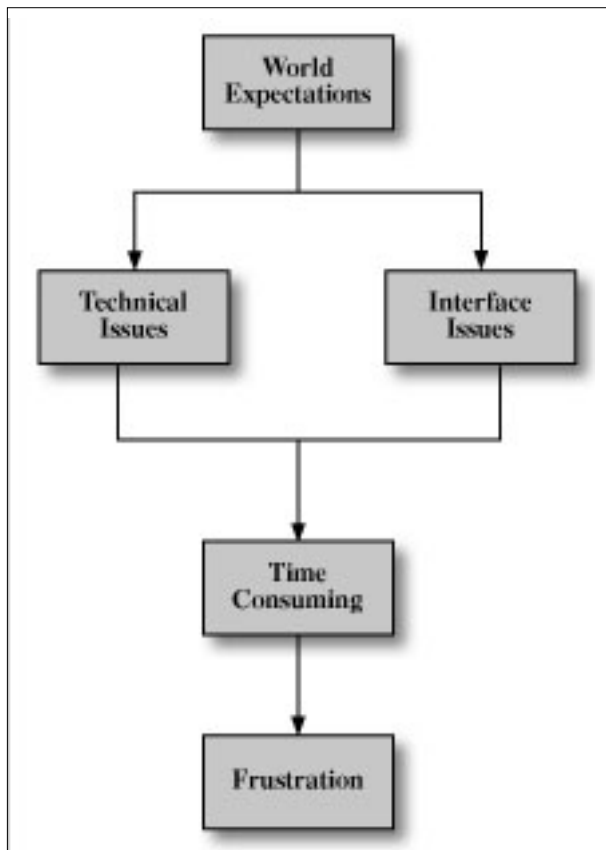 World
Expectations
Technical
Issues
Interface
Issues
Time
Consuming
Frustration